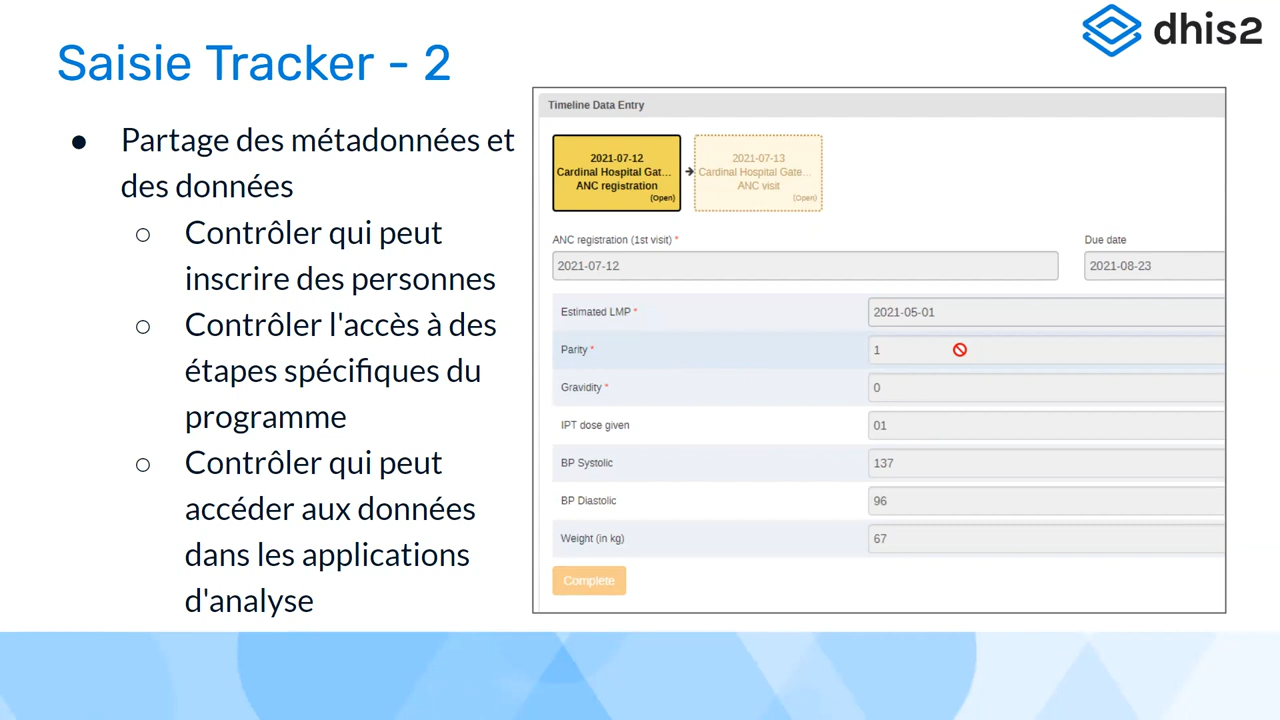 dhis2
Saisie Tracker - 2
● Partage des métadonnées et
des données
○ Contrôler qui peut
inscrire des personnes
○ Contrôler l'accès à des
étapes spécifiques du
programme
○ Contrôler qui peut
accéder aux données
dans les applications
d'analyse
Timeline Data Entry
2021-07-12
Cardinal Hospital Gat...
ANC registration
(Open)
2021-07-13
Cardinal Hospital Gate...
ANC visit
(Open)
ANC registration (1st visit) *
2021-07-12
Due date
2021-08-23
Estimated LMP * 2021-05-01
Parity * 1
Gravidity * 0
IPT dose given 01
BP Systolic 137
BP Diastolic 96
Weight (in kg) 67
Complete